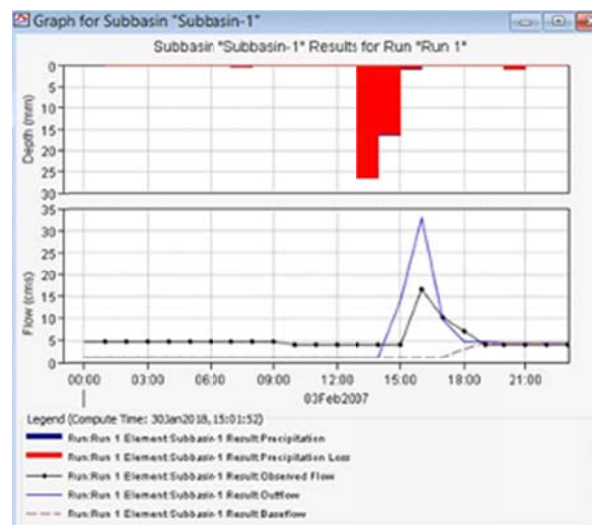 Graph for Subbasin "Subbasin-1"
Subbasin "Subbasin-1" Results for Run "Run 1"
Depth (mm)
0
5
10
15
20
25
30
Flow (cms)
35
30
25
20
15
10
5
0
00:00 03:00 06:00 09:00 12:00 15:00 18:00 21:00
03Feb2007
Legend (Compute Time: 30Jan2018, 15:01:52)
Run:Run 1 Element:Subbasin-1 Result:Precipitation
Run:Run 1 Element:Subbasin-1 Result:Precipitation Loss
Run:Run 1 Element:Subbasin-1 Result:Observed Flow
Run:Run 1 Element:Subbasin-1 Result:Outflow
Run:Run 1 Element:Subbasin-1 Result:Baseflow